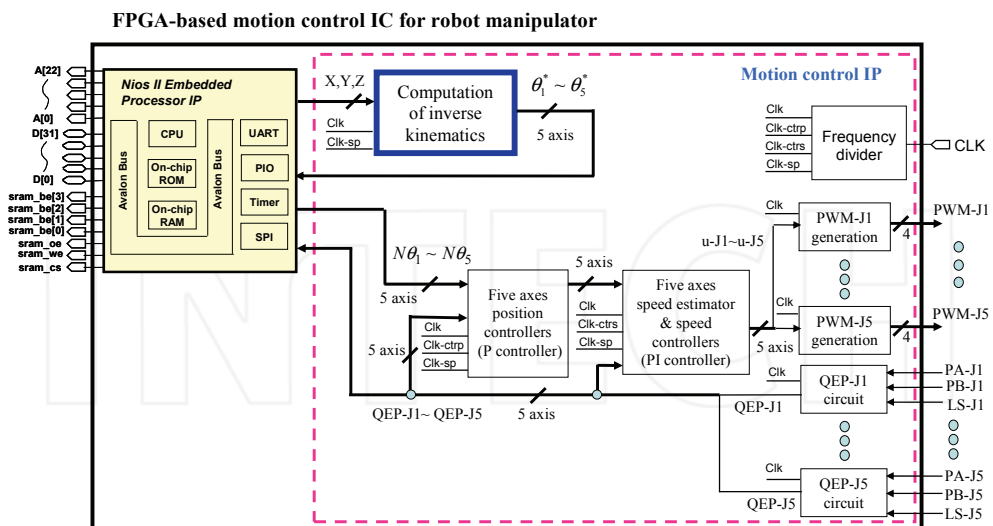 FPGA-based motion control IC for robot manipulator
A[22]
A[0]
D[31]
D[0]
sram_be[3]
sram_be[2]
sram_be[1]
sram_be[0]
sram_oe
sram_we
sram_cs
Nios II Embedded
Processor IP
Avalon Bus
CPU
On-chip
ROM
On-chip
RAM
Avalon Bus
UART
PIO
Timer
SPI
Motion control IP
X,Y,Z
Clk
Clk-sp
Computation
of inverse
kinematics
θ₁* ~ θ₅*
5 axis
Clk
Clk-ctrp
Clk-ctrs
Clk-sp
Frequency
divider
CLK
Nθ₁ ~ Nθ₅
5 axis
5 axis
Clk
Clk-ctrp
Clk-sp
Five axes
position
controllers
(P controller)
5 axis
Clk
Clk-ctrs
Clk-sp
Five axes
speed estimator
& speed
controllers
(PI controller)
u-J1~u-J5
5 axis
Clk
PWM-J1
generation
4
PWM-J1
Clk
PWM-J5
generation
4
PWM-J5
QEP-J1~ QEP-J5
5 axis
Clk
QEP-J1
QEP-J1
circuit
PA-J1
PB-J1
LS-J1
Clk
QEP-J5
QEP-J5
circuit
PA-J5
PB-J5
LS-J5
INTECH